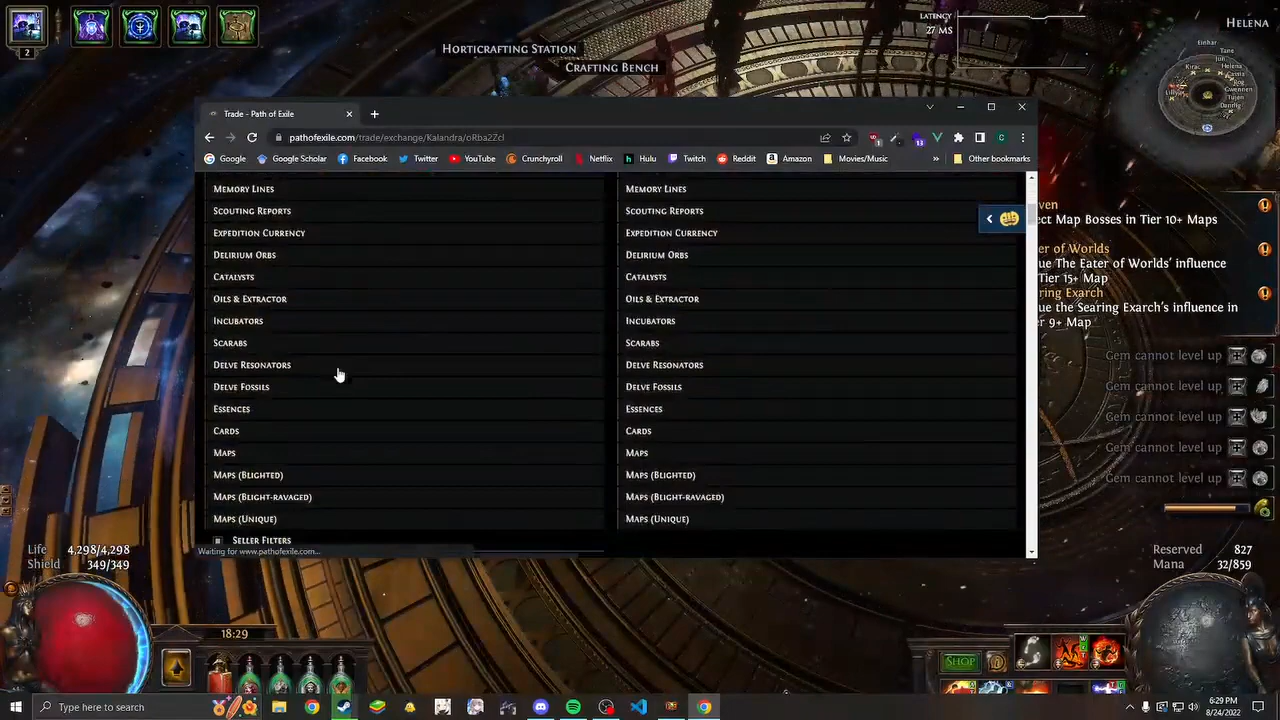 2
HORTICRAFTING STATION
CRAFTING BENCH
LATENCY
27 MS
HELENA
Einhar
Tane
Kirac
Jun
Helena
Trade - Path of Exile
pathofexile.com/trade/exchange/Kalandra/oRba2Zcl
Google
Google Scholar
Facebook
Twitter
YouTube
Crunchyroll
Netflix
Hulu
Twitch
Reddit
Amazon
Movies/Music
»
Other bookmarks
MEMORY LINES
MEMORY LINES
SCOUTING REPORTS
SCOUTING REPORTS
EXPEDITION CURRENCY
EXPEDITION CURRENCY
DELIRIUM ORBS
DELIRIUM ORBS
CATALYSTS
CATALYSTS
OILS & EXTRACTOR
OILS & EXTRACTOR
INCUBATORS
INCUBATORS
SCARABS
SCARABS
DELVE RESONATORS
DELVE RESONATORS
DELVE FOSSILS
DELVE FOSSILS
ESSENCES
ESSENCES
CARDS
CARDS
MAPS
MAPS
MAPS (BLIGHTED)
MAPS (BLIGHTED)
MAPS (BLIGHT-RAVAGED)
MAPS (BLIGHT-RAVAGED)
MAPS (UNIQUE)
MAPS (UNIQUE)
SELLER FILTERS
Waiting for www.pathofexile.com...
ven
ect Map Bosses in Tier 10+ Maps
er of Worlds
ue The Eater of Worlds' influence
Tier 15+ Map
ring Exarch
ue the Searing Exarch's influence in
er 9+ Map
Gem cannot level up
Gem cannot level up
Gem cannot level up
Gem cannot level up
Gem cannot level up
Life 4,298/4,298
Shield 349/349
18:29
Reserved 827
Mana 32/859
SHOP
Type here to search
6:29 PM
8/24/2022